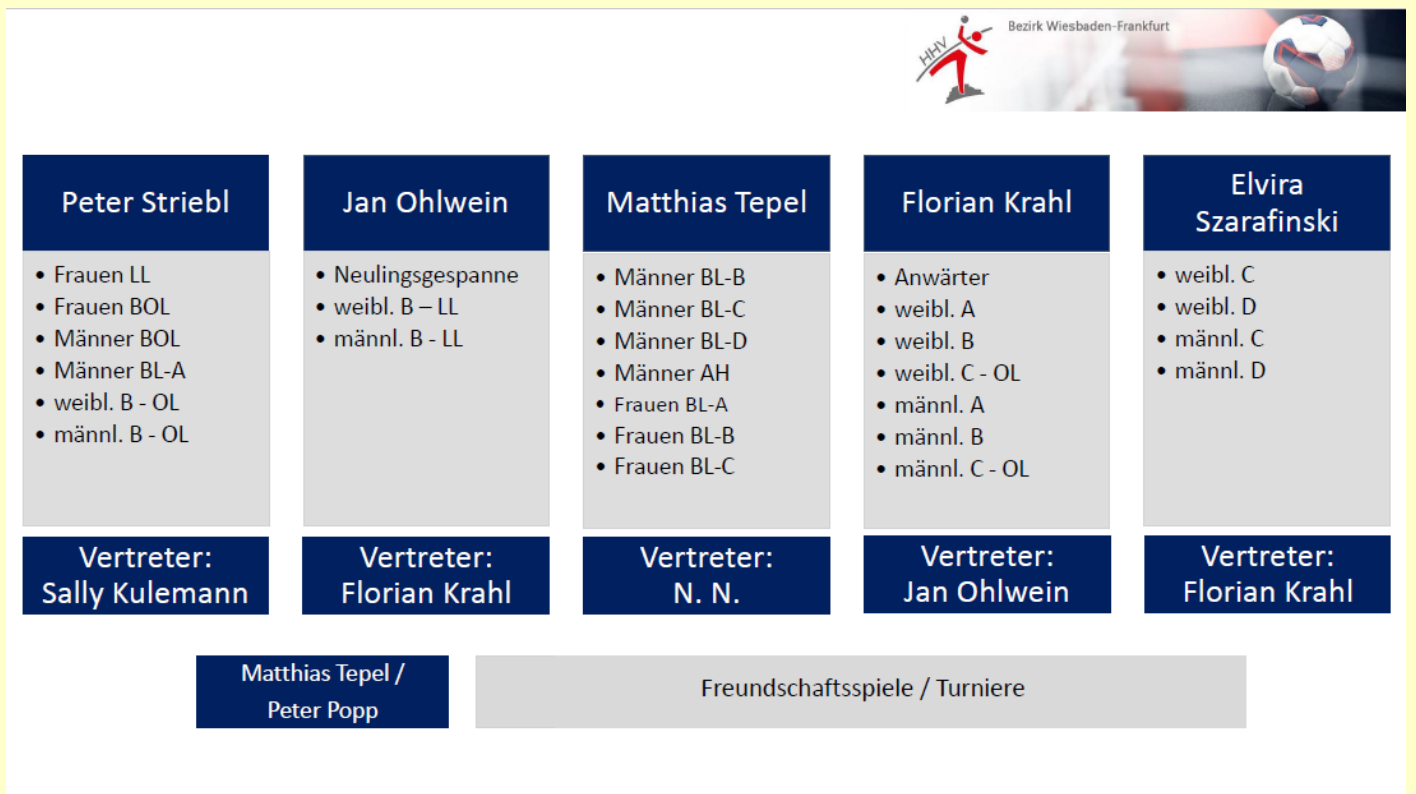 HHV
Bezirk Wiesbaden-Frankfurt
Peter Striebl
• Frauen LL
• Frauen BOL
• Männer BOL
• Männer BL-A
• weibl. B - OL
• männl. B - OL
Vertreter:
Sally Kulemann
Jan Ohlwein
• Neulingsgespanne
• weibl. B – LL
• männl. B - LL
Vertreter:
Florian Krahl
Matthias Tepel
• Männer BL-B
• Männer BL-C
• Männer BL-D
• Männer AH
• Frauen BL-A
• Frauen BL-B
• Frauen BL-C
Vertreter:
N. N.
Florian Krahl
• Anwärter
• weibl. A
• weibl. B
• weibl. C - OL
• männl. A
• männl. B
• männl. C - OL
Vertreter:
Jan Ohlwein
Elvira
Szarafinski
• weibl. C
• weibl. D
• männl. C
• männl. D
Vertreter:
Florian Krahl
Matthias Tepel /
Peter Popp
Freundschaftsspiele / Turniere